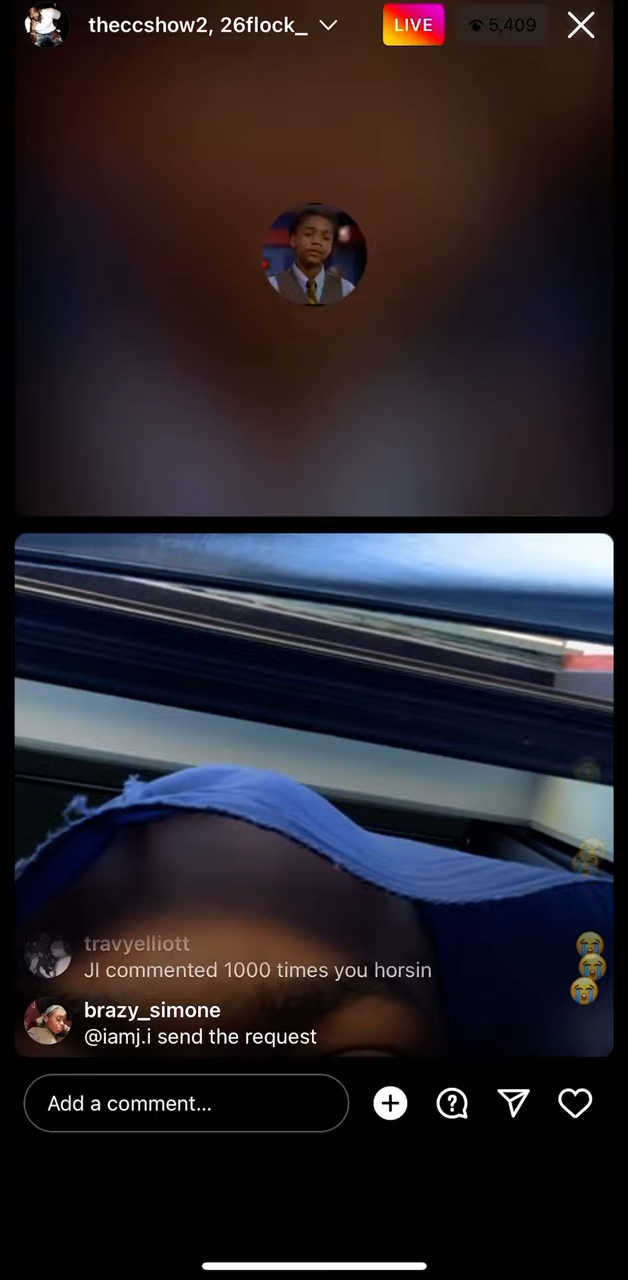 theccshow2, 26flock_
LIVE
5,409
travyelliott
JI commented 1000 times you horsin
brazy_simone
@iamj.i send the request
Add a comment...